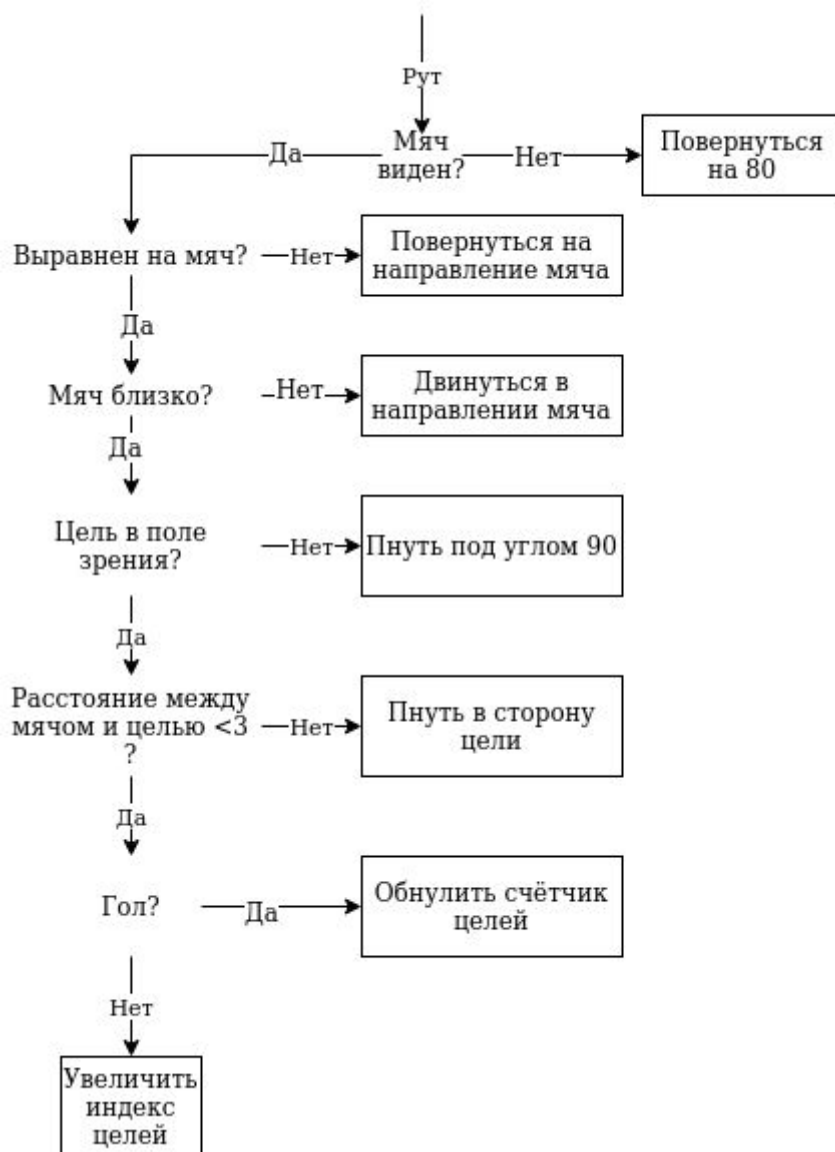 Рут
Мяч
виден?
Да
Нет
Повернуться
на 80
Выравнен на мяч?
Нет
Повернуться на
направление мяча
Да
Мяч близко?
Нет
Двинуться в
направлении мяча
Да
Цель в поле
зрения?
Нет
Пнуть под углом 90
Да
Расстояние между
мячом и целью <3
?
Нет
Пнуть в сторону
цели
Да
Гол?
Да
Обнулить счётчик
целей
Нет
Увеличить
индекс
целей